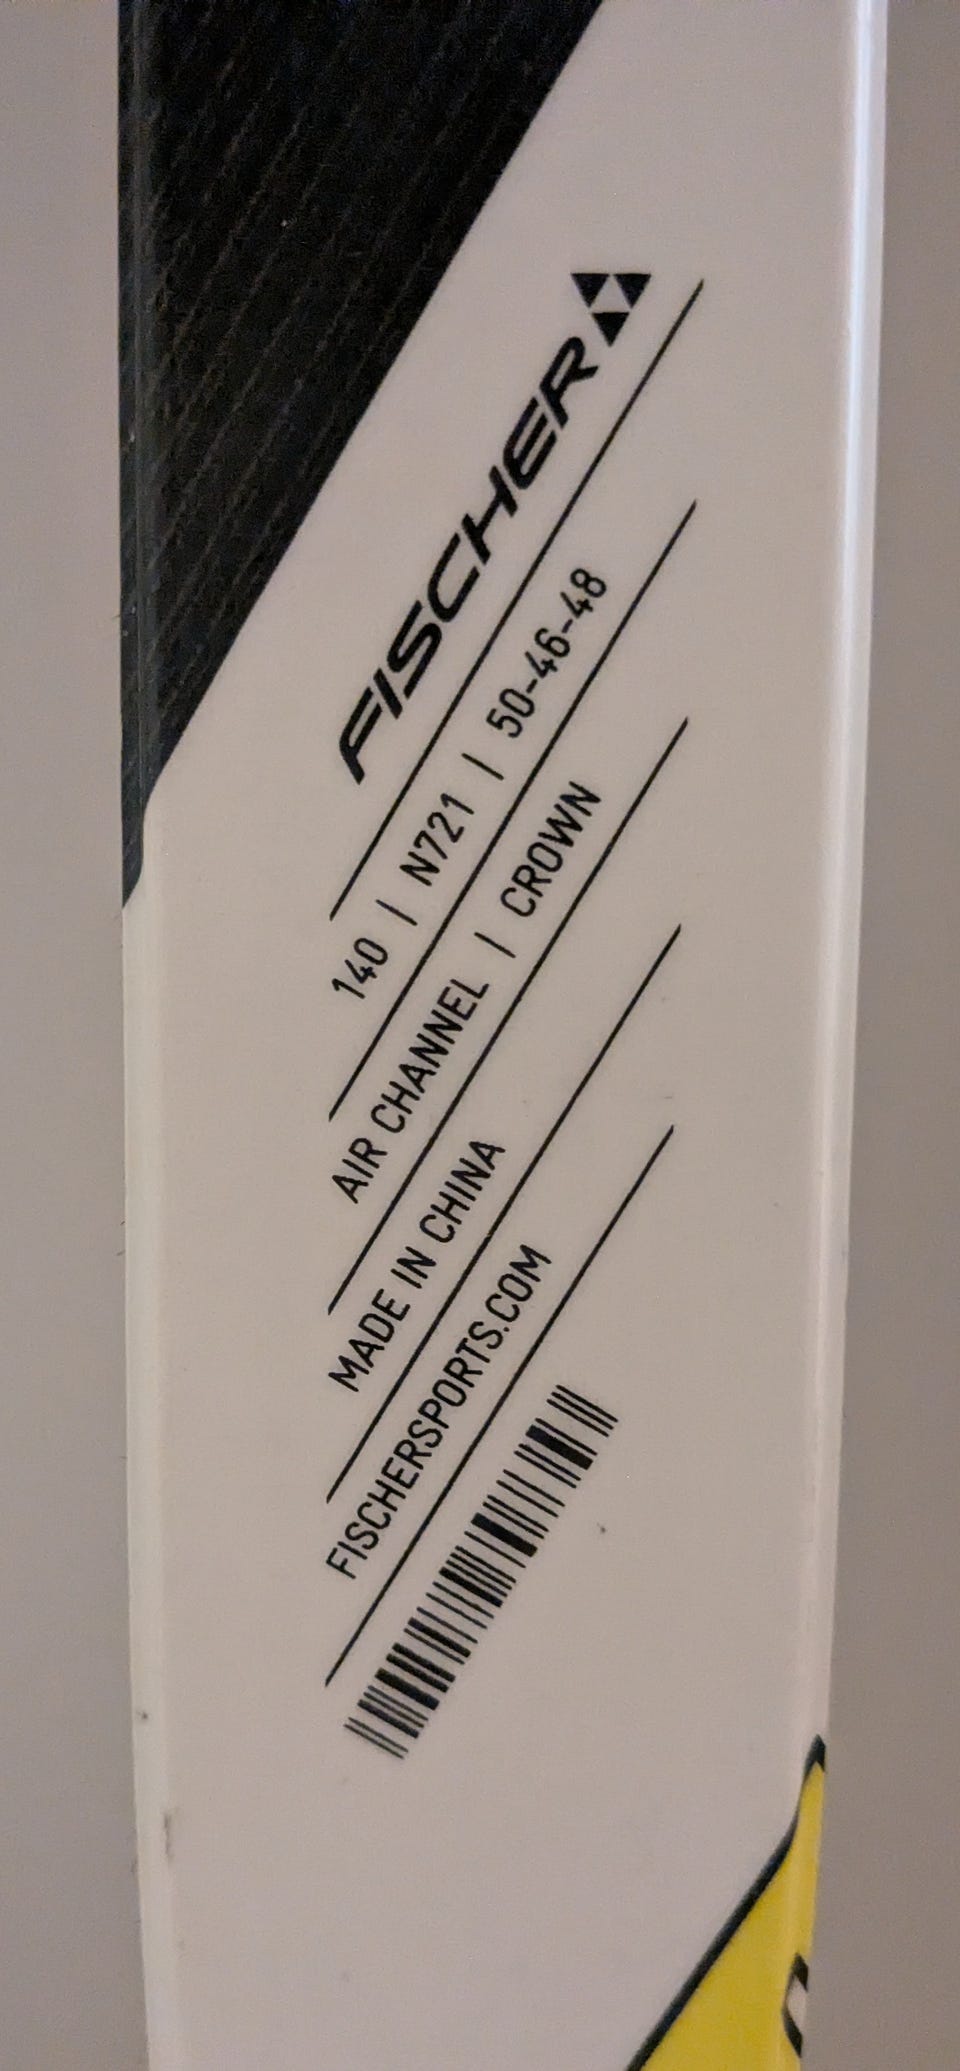 FISCHER
140 | N721 | 50-46-48
AIR CHANNEL | CROWN
MADE IN CHINA
FISCHERSPORTS.COM